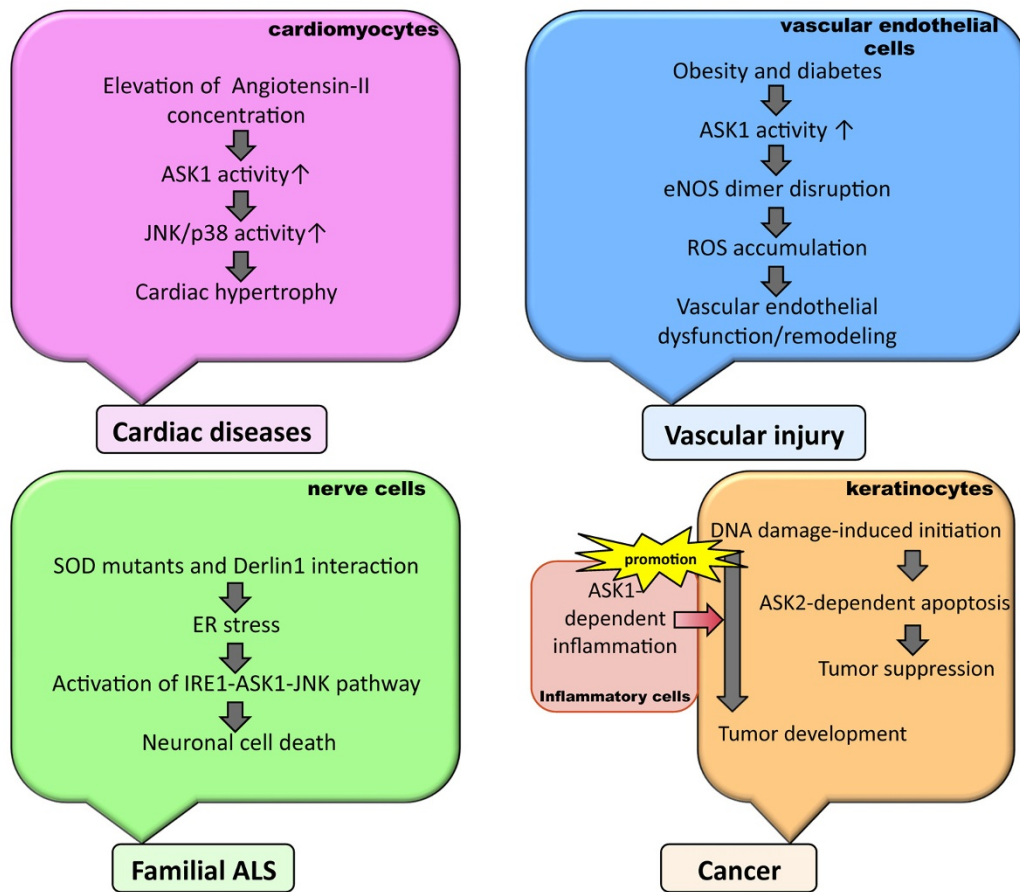 cardiomyocytes
Elevation of Angiotensin-II
concentration
ASK1 activity↑
JNK/p38 activity↑
Cardiac hypertrophy
Cardiac diseases
vascular endothelial
cells
Obesity and diabetes
ASK1 activity ↑
eNOS dimer disruption
ROS accumulation
Vascular endothelial
dysfunction/remodeling
Vascular injury
nerve cells
SOD mutants and Derlin1 interaction
ER stress
Activation of IRE1-ASK1-JNK pathway
Neuronal cell death
Familial ALS
keratinocytes
DNA damage-induced initiation
promotion
ASK1-
dependent
inflammation
Inflammatory cells
ASK2-dependent apoptosis
Tumor suppression
Tumor development
Cancer